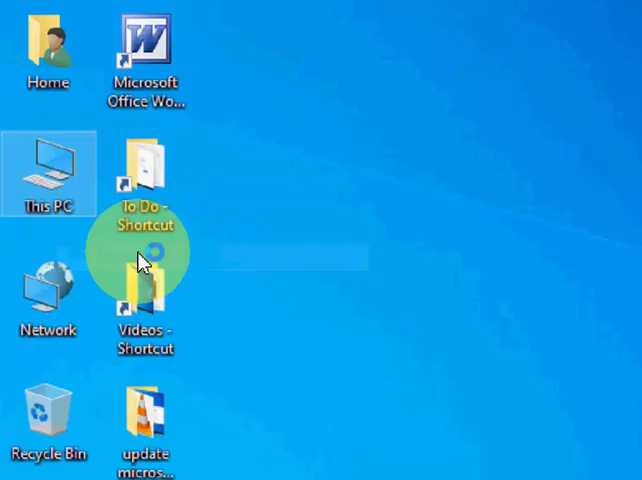 Home
Microsoft
Office Wo...
This PC
To Do -
Shortcut
Network
Videos -
Shortcut
Recycle Bin
update
micros...